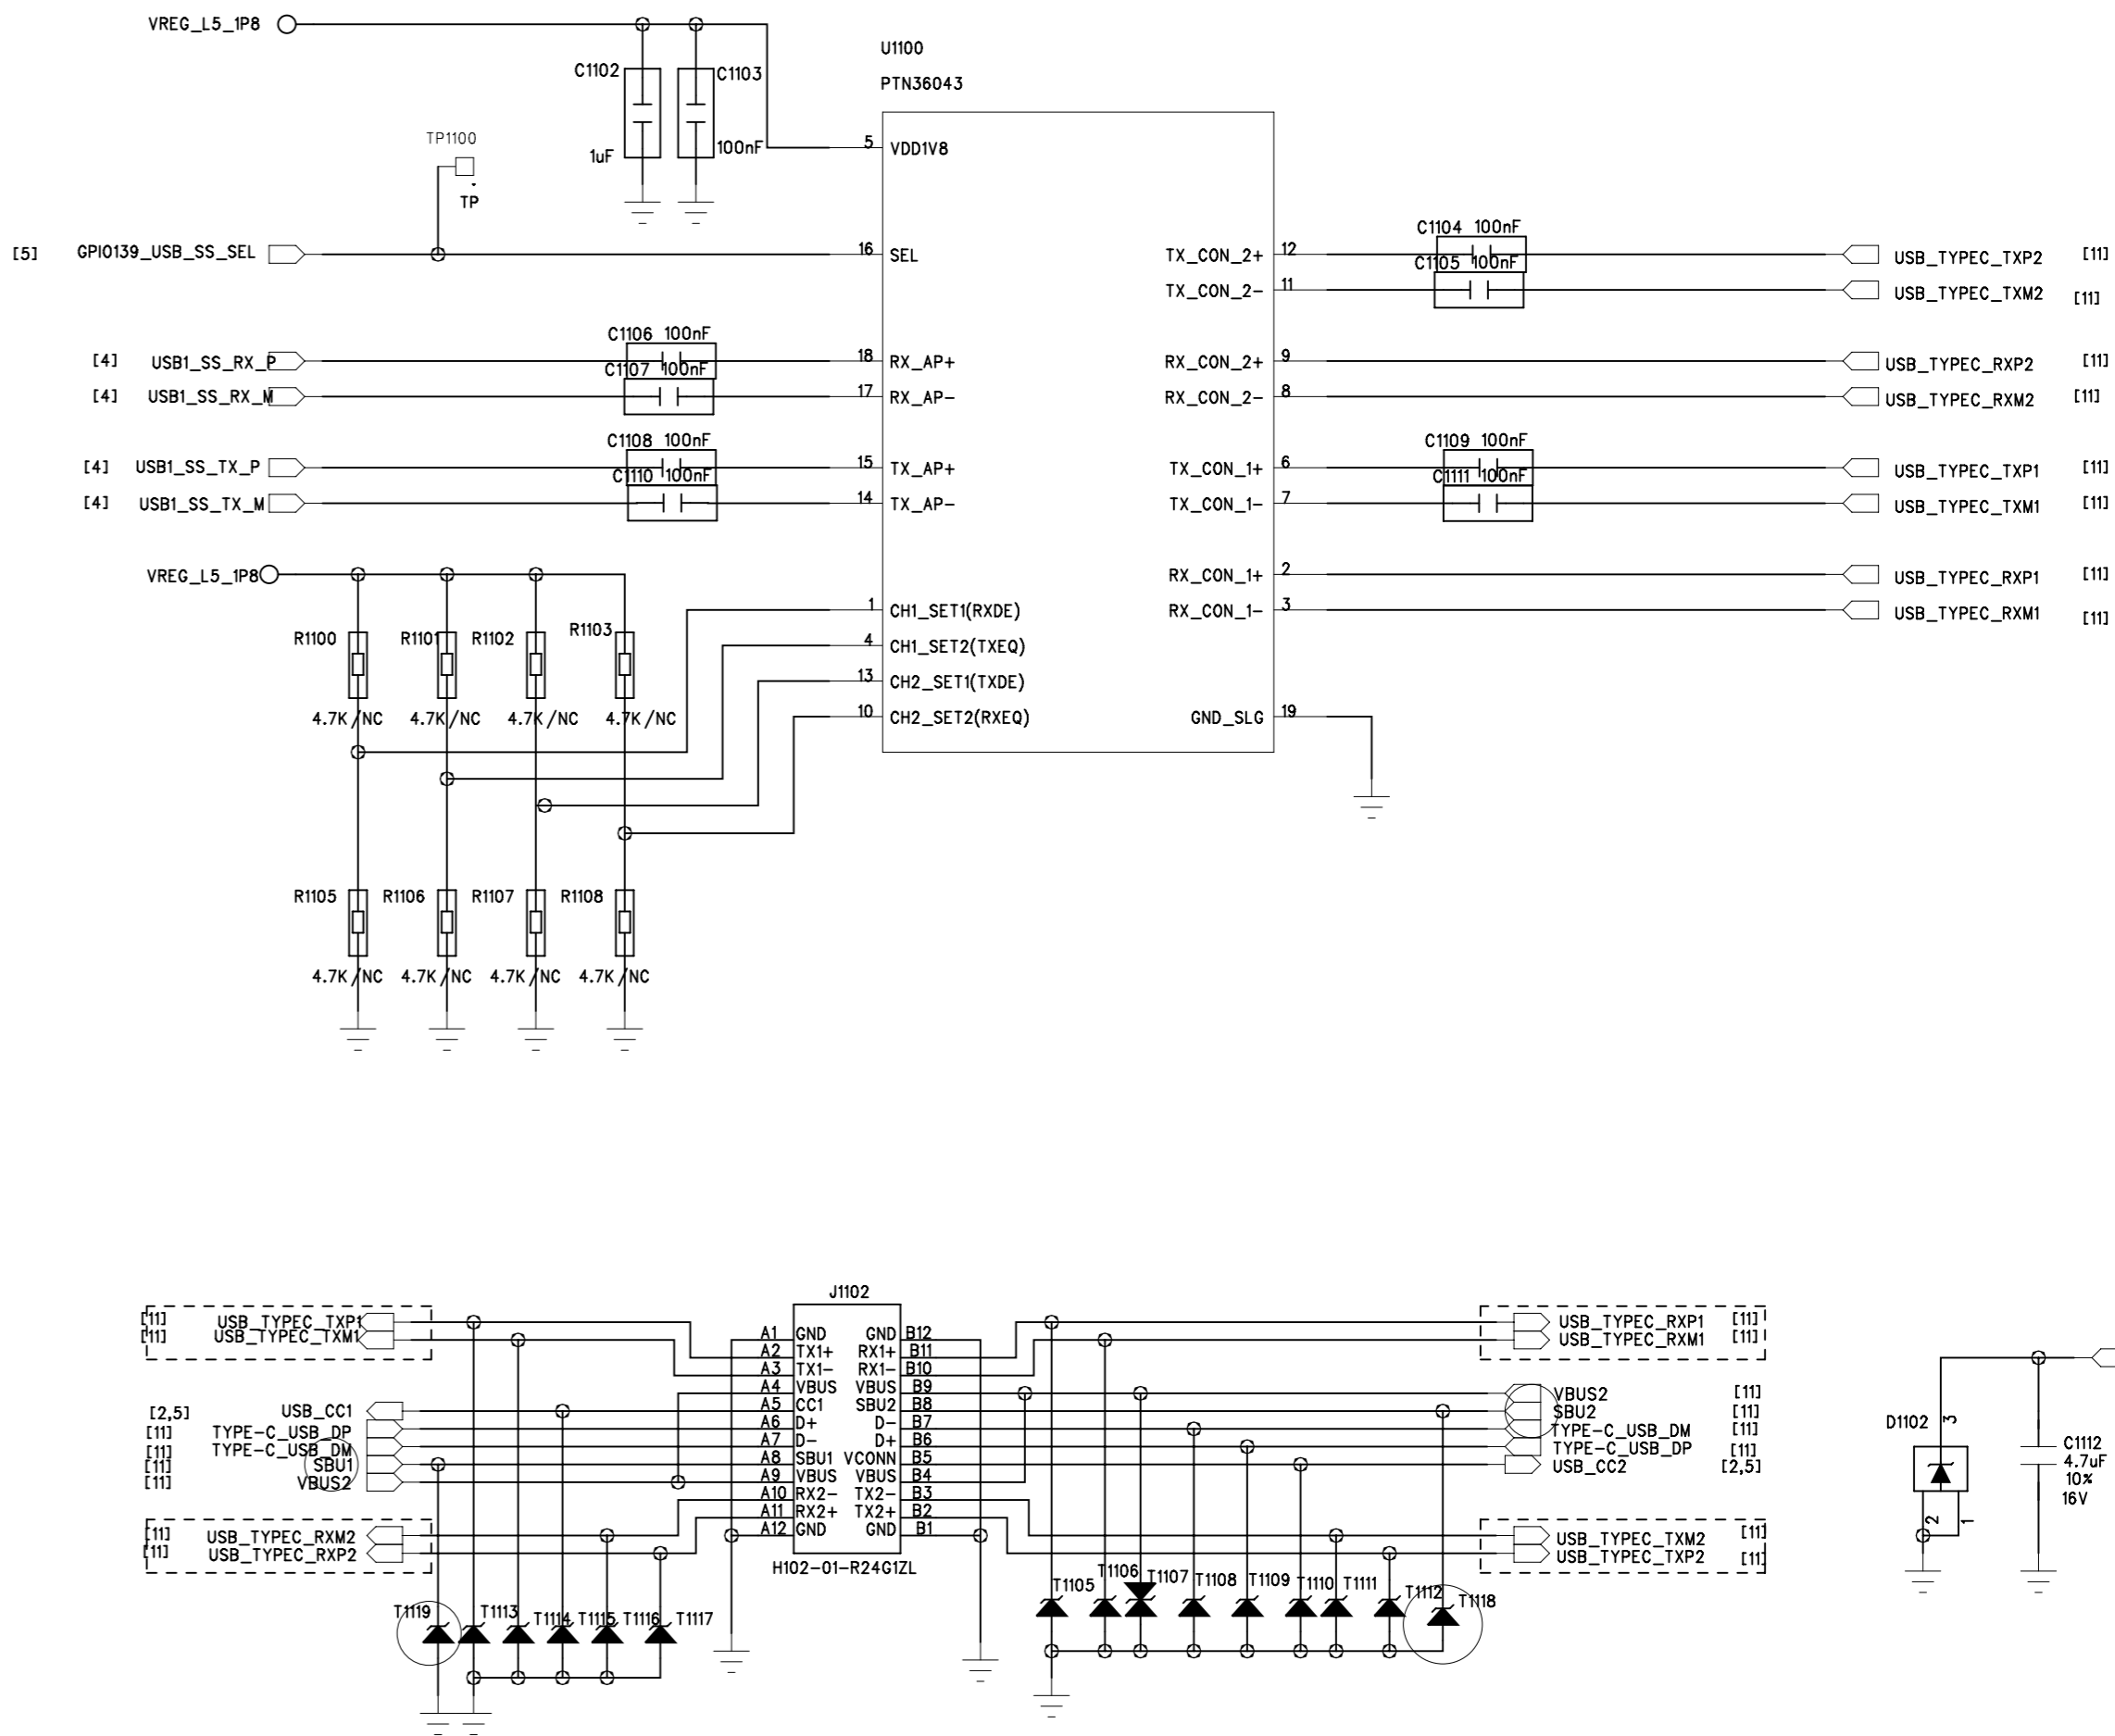 VREG_L5_1P8
U1100
PTN36043
C1102
C1103
1uF
100nF
TP1100
TP
5 VDD1V8
[5] GPIO139_USB_SS_SEL
16 SEL
[4] USB1_SS_RX_P
C1106 100nF
18 RX_AP+
[4] USB1_SS_RX_M
C1107 100nF
17 RX_AP-
[4] USB1_SS_TX_P
C1108 100nF
15 TX_AP+
[4] USB1_SS_TX_M
C1110 100nF
14 TX_AP-
TX_CON_2+ 12
C1104 100nF
USB_TYPEC_TXP2 [11]
TX_CON_2- 11
C1105 100nF
USB_TYPEC_TXM2 [11]
RX_CON_2+ 9
USB_TYPEC_RXP2 [11]
RX_CON_2- 8
USB_TYPEC_RXM2 [11]
TX_CON_1+ 6
C1109 100nF
USB_TYPEC_TXP1 [11]
TX_CON_1- 7
C1111 100nF
USB_TYPEC_TXM1 [11]
RX_CON_1+ 2
USB_TYPEC_RXP1 [11]
RX_CON_1- 3
USB_TYPEC_RXM1 [11]
VREG_L5_1P8
1 CH1_SET1(RXDE)
4 CH1_SET2(TXEQ)
13 CH2_SET1(TXDE)
10 CH2_SET2(RXEQ)
GND_SLG 19
R1100 R1101 R1102 R1103
4.7K/NC 4.7K/NC 4.7K/NC 4.7K/NC
R1105 R1106 R1107 R1108
4.7K/NC 4.7K/NC 4.7K/NC 4.7K/NC
J1102
[11] USB_TYPEC_TXP1
[11] USB_TYPEC_TXM1
[2,5] USB_CC1
[11] TYPE-C_USB_DP
[11] TYPE-C_USB_DM
[11] SBU1
[11] VBUS2
[11] USB_TYPEC_RXM2
[11] USB_TYPEC_RXP2
A1 GND GND B12
A2 TX1+ RX1+ B11
A3 TX1- RX1- B10
A4 VBUS VBUS B9
A5 CC1 SBU2 B8
A6 D+ D- B7
A7 D- D+ B6
A8 SBU1 VCONN B5
A9 VBUS VBUS B4
A10 RX2- TX2- B3
A11 RX2+ TX2+ B2
A12 GND GND B1
H102-01-R24G1ZL
USB_TYPEC_RXP1 [11]
USB_TYPEC_RXM1 [11]
VBUS2 [11]
SBU2 [11]
TYPE-C_USB_DM [11]
TYPE-C_USB_DP [11]
USB_CC2 [2,5]
USB_TYPEC_TXM2 [11]
USB_TYPEC_TXP2 [11]
T1119 T1113 T1114 T1115 T1116 T1117
T1105 T1106 T1107 T1108 T1109 T1110 T1111 T1112 T1118
D1102
3
2
1
C1112
4.7uF
10%
16V